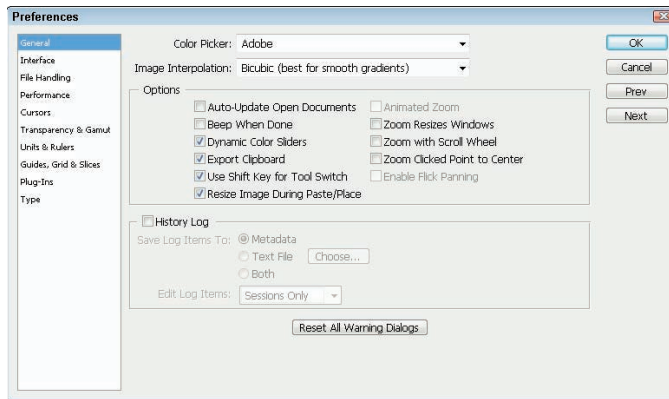 Preferences
General
Interface
File Handling
Performance
Cursors
Transparency & Gamut
Units & Rulers
Guides, Grid & Slices
Plug-Ins
Type
Color Picker: Adobe
Image Interpolation: Bicubic (best for smooth gradients)
Options
Auto-Update Open Documents
Beep When Done
Dynamic Color Sliders
Export Clipboard
Use Shift Key for Tool Switch
Resize Image During Paste/Place
Animated Zoom
Zoom Resizes Windows
Zoom with Scroll Wheel
Zoom Clicked Point to Center
Enable Flick Panning
History Log
Save Log Items To: Metadata
Text File Choose...
Both
Edit Log Items: Sessions Only
Reset All Warning Dialogs
OK
Cancel
Prev
Next